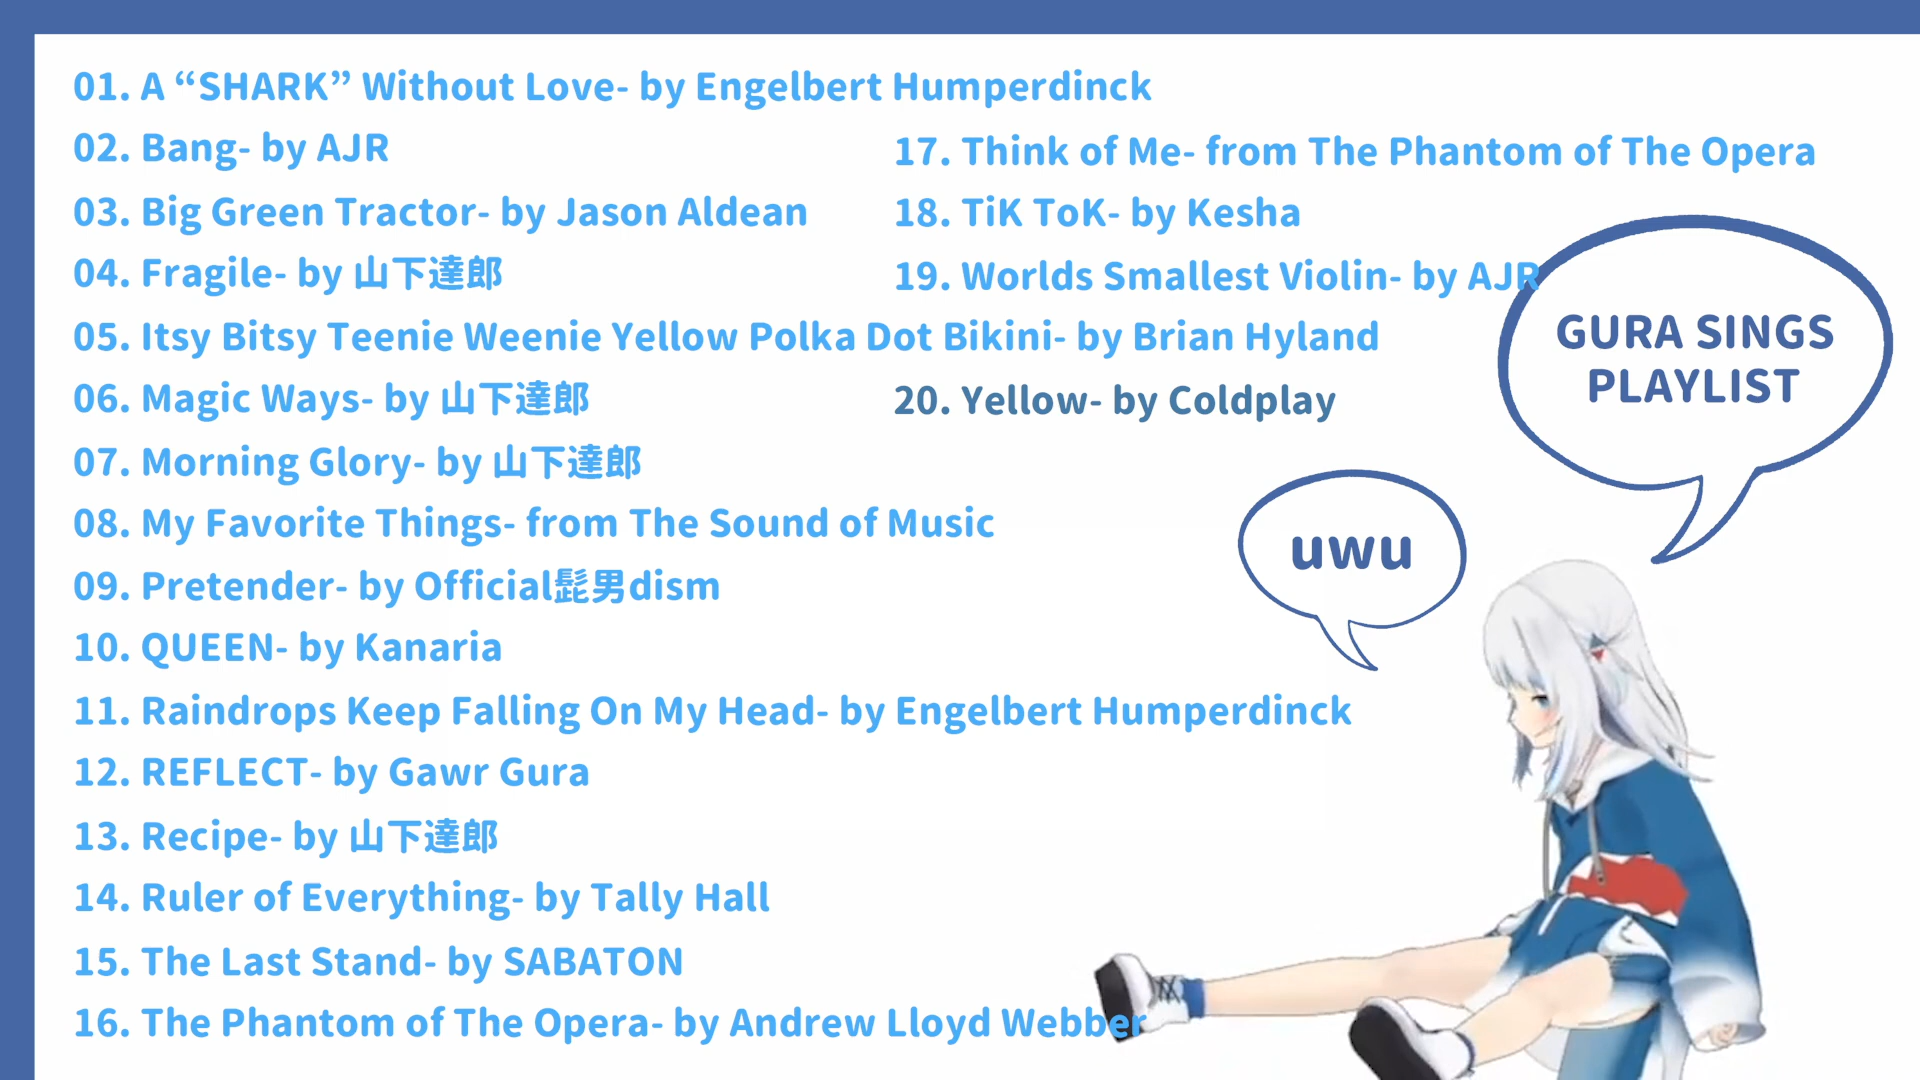 01. A “SHARK” Without Love- by Engelbert Humperdinck
02. Bang- by AJR
03. Big Green Tractor- by Jason Aldean
04. Fragile- by 山下達郎
05. Itsy Bitsy Teenie Weenie Yellow Polka Dot Bikini- by Brian Hyland
06. Magic Ways- by 山下達郎
07. Morning Glory- by 山下達郎
08. My Favorite Things- from The Sound of Music
09. Pretender- by Official髭男dism
10. QUEEN- by Kanaria
11. Raindrops Keep Falling On My Head- by Engelbert Humperdinck
12. REFLECT- by Gawr Gura
13. Recipe- by 山下達郎
14. Ruler of Everything- by Tally Hall
15. The Last Stand- by SABATON
16. The Phantom of The Opera- by Andrew Lloyd Webber
17. Think of Me- from The Phantom of The Opera
18. TiK ToK- by Kesha
19. Worlds Smallest Violin- by AJR
20. Yellow- by Coldplay
GURA SINGS
PLAYLIST
uwu